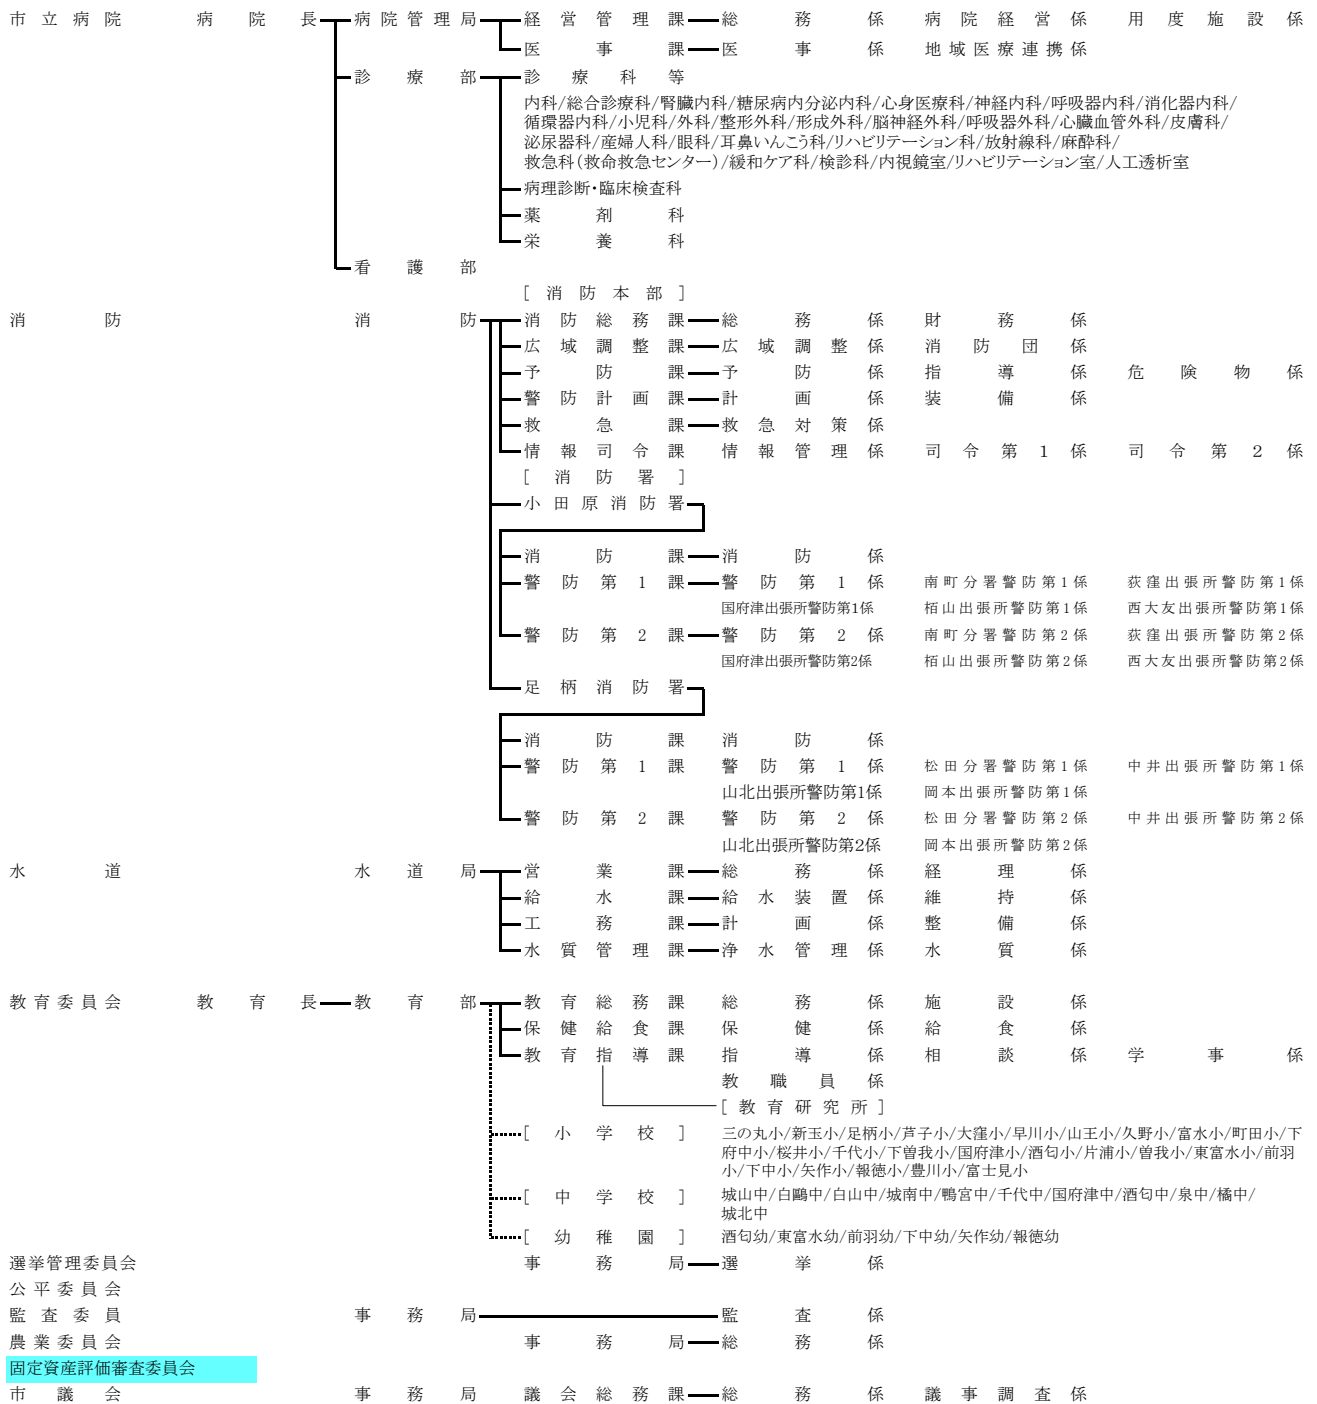 市立病院 病院長 病院管理局 経営管理課 総務係 病院経営係 用度施設係
医事課 医事係 地域医療連携係
診療部 診療科等
内科/総合診療科/腎臓内科/糖尿病内分泌内科/心身医療科/神経内科/呼吸器内科/消化器内科/
循環器内科/小児科/外科/整形外科/形成外科/脳神経外科/呼吸器外科/心臓血管外科/皮膚科/
泌尿器科/産婦人科/眼科/耳鼻いんこう科/リハビリテーション科/放射線科/麻酔科/
救急科(救命救急センター)/緩和ケア科/検診科/内視鏡室/リハビリテーション室/人工透析室
病理診断・臨床検査科
薬剤科
栄養科
看護部
[消防本部]
消防 消防 消防総務課 総務係 財務係
広域調整課 広域調整係 消防団係
予防課 予防係 指導係 危険物係
警防計画課 計画係 装備係
救急課 救急対策係
情報司令課 情報管理係 司令第1係 司令第2係
[消防署]
小田原消防署
消防課 消防係
警防第1課 警防第1係 南町分署警防第1係 荻窪出張所警防第1係
国府津出張所警防第1係 栢山出張所警防第1係 西大友出張所警防第1係
警防第2課 警防第2係 南町分署警防第2係 荻窪出張所警防第2係
国府津出張所警防第2係 栢山出張所警防第2係 西大友出張所警防第2係
足柄消防署
消防課 消防係
警防第1課 警防第1係 松田分署警防第1係 中井出張所警防第1係
山北出張所警防第1係 岡本出張所警防第1係
警防第2課 警防第2係 松田分署警防第2係 中井出張所警防第2係
山北出張所警防第2係 岡本出張所警防第2係
水道 水道局 営業課 総務係 経理係
給水課 給水装置係 維持係
工務課 計画係 整備係
水質管理課 浄水管理係 水質係
教育委員会 教育長 教育部 教育総務課 総務係 施設係
保健給食課 保健係 給食係
教育指導課 指導係 相談係 学事係
教職員係
[教育研究所]
[小学校] 三の丸小/新玉小/足柄小/芦子小/大窪小/早川小/山王小/久野小/富水小/町田小/下
府中小/桜井小/千代小/下曽我小/国府津小/酒匂小/片浦小/曽我小/東富水小/前羽
小/下中小/矢作小/報徳小/豊川小/富士見小
[中学校] 城山中/白鷗中/白山中/城南中/鴨宮中/千代中/国府津中/酒匂中/泉中/橘中/
城北中
[幼稚園] 酒匂幼/東富水幼/前羽幼/下中幼/矢作幼/報徳幼
選挙管理委員会 事務局 選挙係
公平委員会
監査委員 事務局 監査係
農業委員会 事務局 総務係
固定資産評価審査委員会
市議会 事務局 議会総務課 総務係 議事調査係